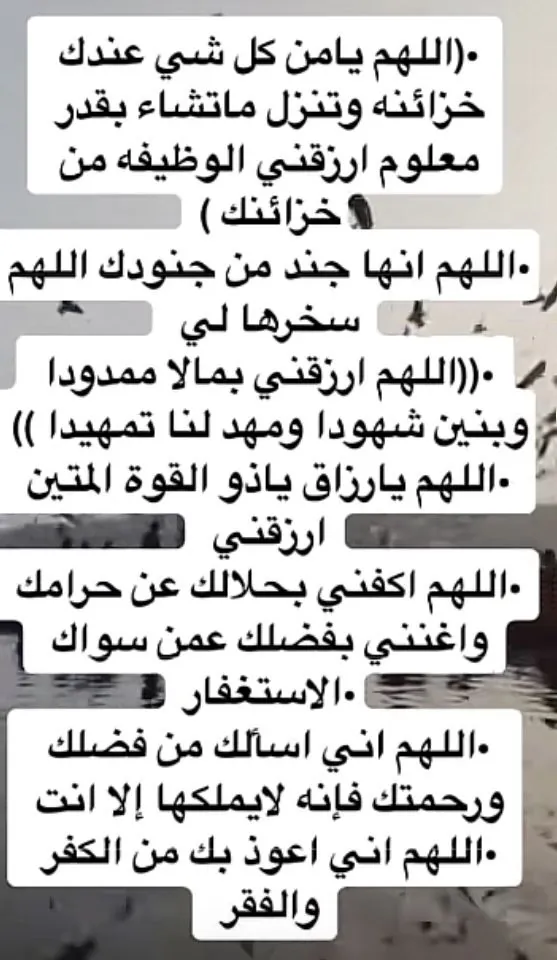 •(اللهم يامن كل شي عندك
خزائنه وتنزل ماتشاء بقدر
معلوم ارزقني الوظيفه من
خزائنك )
•اللهم انها جند من جنودك اللهم
سخرها لي
•((اللهم ارزقني بمالا ممدودا
وبنين شهودا ومهد لنا تمهيدا ))
•اللهم يارزاق ياذو القوة المتين
ارزقني
•اللهم اكفني بحلالك عن حرامك
واغنني بفضلك عمن سواك
•الاستغفار
•اللهم اني اسألك من فضلك
ورحمتك فإنه لايملكها إلا انت
•اللهم اني اعوذ بك من الكفر
والفقر